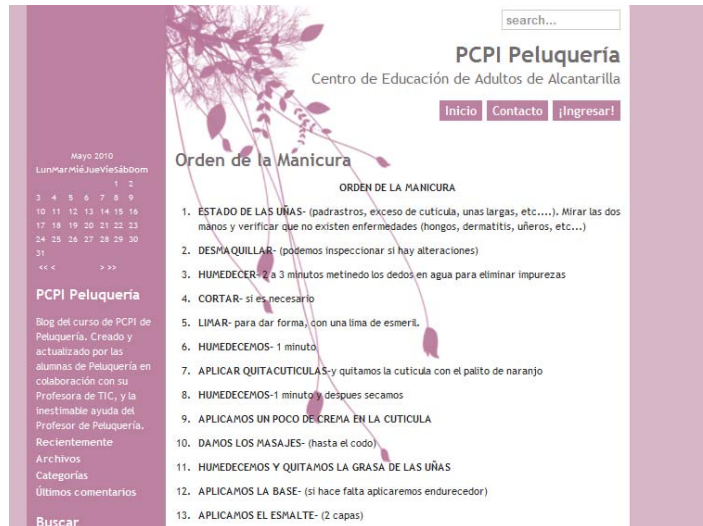 search...
PCPI Peluquería
Centro de Educación de Adultos de Alcantarilla
Inicio Contacto ¡Ingresar!
Mayo 2010
LunMarMiéJueVieSábDom
1 2
3 4 5 6 7 8 9
10 11 12 13 14 15 16
17 18 19 20 21 22 23
24 25 26 27 28 29 30
31
<< < > >>
PCPI Peluquería
Blog del curso de PCPI de
Peluquería. Creado y
actualizado por las
alumnas de Peluquería en
colaboración con su
Profesora de TIC, y la
inestimable ayuda del
Profesor de Peluquería.
Recientemente
Archivos
Categorías
Últimos comentarios
Buscar
Orden de la Manicura
ORDEN DE LA MANICURA
1. ESTADO DE LAS UÑAS- (padrastros, exceso de cuticula, unas largas, etc....). Mirar las dos
manos y verificar que no existen enfermedades (hongos, dermatitis, uñeros, etc...)
2. DESMAQUILLAR- (podemos inspeccionar si hay alteraciones)
3. HUMEDECER- 2 a 3 minutos metinedo los dedos en agua para eliminar impurezas
4. CORTAR- si es necesario
5. LIMAR- para dar forma, con una lima de esmeril.
6. HUMEDECEMOS- 1 minuto
7. APLICAR QUITACUTICULAS-y quitamos la cuticula con el palito de naranjo
8. HUMEDECEMOS-1 minuto y despues secamos
9. APLICAMOS UN POCO DE CREMA EN LA CUTICULA
10. DAMOS LOS MASAJES- (hasta el codo)
11. HUMEDECEMOS Y QUITAMOS LA GRASA DE LAS UÑAS
12. APLICAMOS LA BASE- (si hace falta aplicaremos endurecedor)
13. APLICAMOS EL ESMALTE- (2 capas)